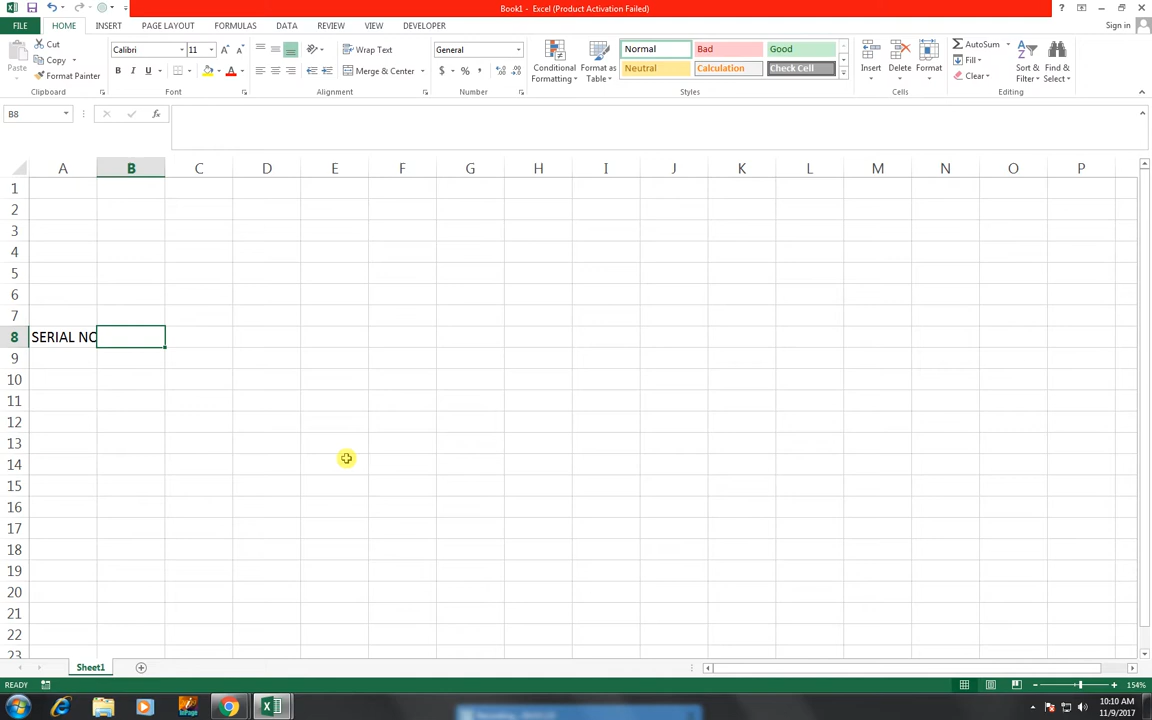 Book1 - Excel (Product Activation Failed)
FILE HOME INSERT PAGE LAYOUT FORMULAS DATA REVIEW VIEW DEVELOPER Sign in
Cut
Copy
Format Painter
Paste
Clipboard
Calibri 11
B I U
Font
Wrap Text
Merge & Center
Alignment
General
$ % ,
Number
Conditional Formatting
Format as Table
Normal Bad Good
Neutral Calculation Check Cell
Styles
Insert Delete Format
Cells
AutoSum
Fill
Clear
Sort & Filter
Find & Select
Editing
B8 fx
A B C D E F G H I J K L M N O P
1
2
3
4
5
6
7
8 SERIAL NO
9
10
11
12
13
14
15
16
17
18
19
20
21
22
23
Sheet1
READY 154%
10:10 AM
11/9/2017